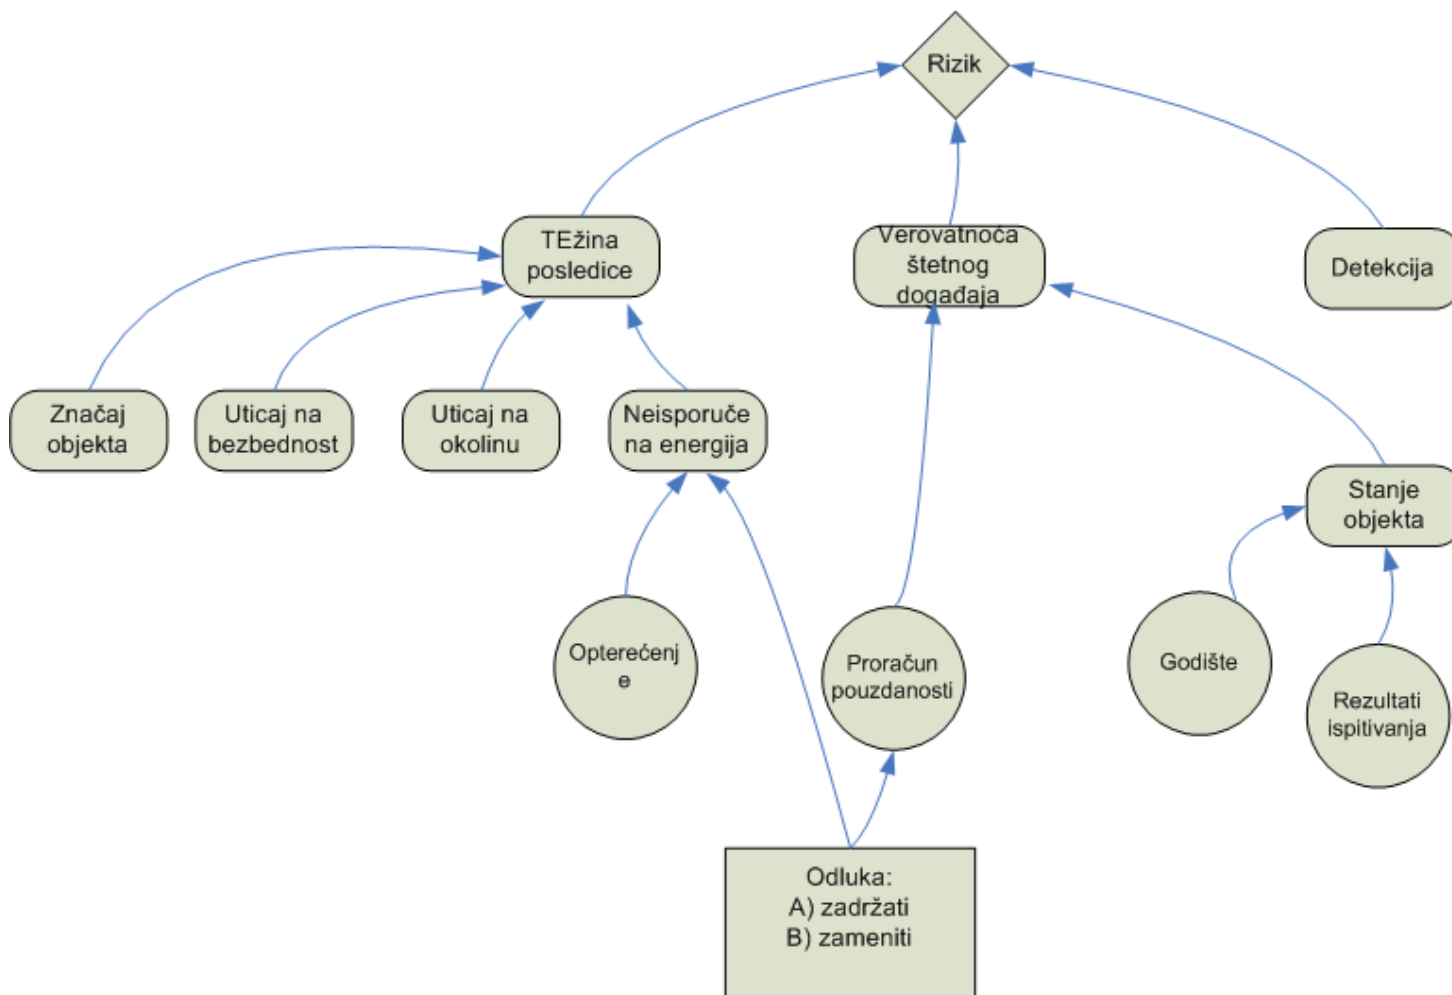 Rizik
TEžina
posledice
Verovatnoća
štetnog
događaja
Detekcija
Značaj
objekta
Uticaj na
bezbednost
Uticaj na
okolinu
Neisporuče
na energija
Stanje
objekta
Opterećenj
e
Proračun
pouzdanosti
Godište
Rezultati
ispitivanja
Odluka:
A) zadržati
B) zameniti